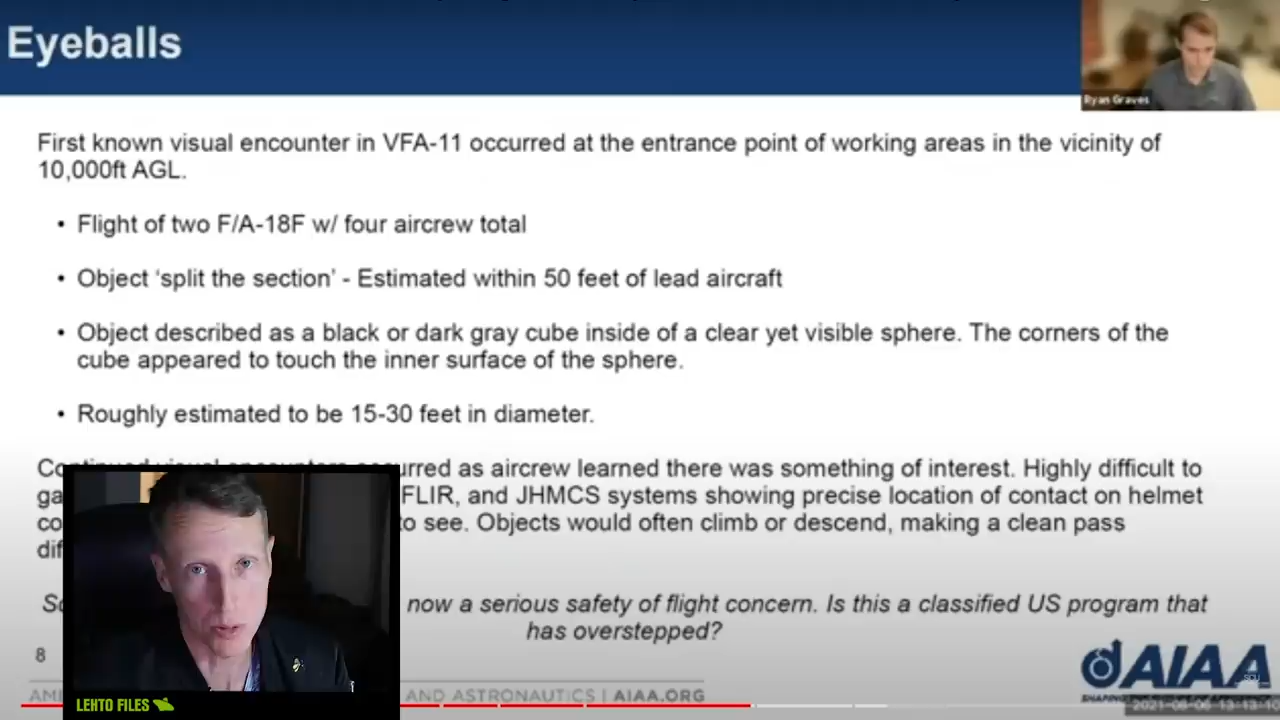 Eyeballs
Ryan Graves
First known visual encounter in VFA-11 occurred at the entrance point of working areas in the vicinity of
10,000ft AGL.
• Flight of two F/A-18F w/ four aircrew total
• Object ‘split the section’ - Estimated within 50 feet of lead aircraft
• Object described as a black or dark gray cube inside of a clear yet visible sphere. The corners of the
cube appeared to touch the inner surface of the sphere.
• Roughly estimated to be 15-30 feet in diameter.
occurred as aircrew learned there was something of interest. Highly difficult to
FLIR, and JHMCS systems showing precise location of contact on helmet
to see. Objects would often climb or descend, making a clean pass
now a serious safety of flight concern. Is this a classified US program that
has overstepped?
8
AIAA
AND ASTRONAUTICS | AIAA.ORG
LEHTO FILES